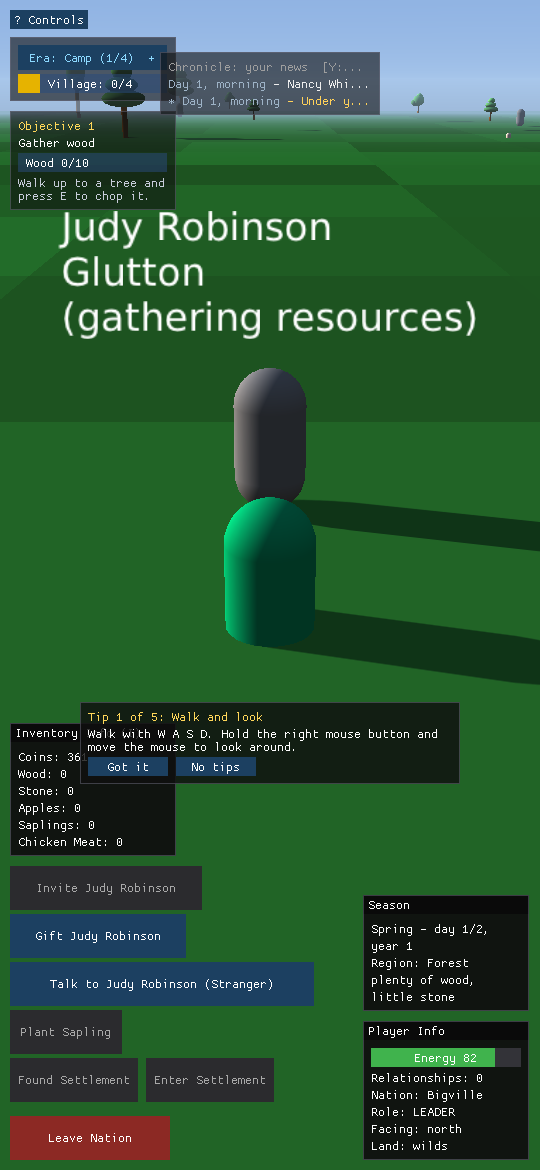 ? Controls
Era: Camp (1/4) +
Village: 0/4
Chronicle: your news [Y:...
Day 1, morning – Nancy Whi...
* Day 1, morning – Under y...
Objective 1
Gather wood
Wood 0/10
Walk up to a tree and
press E to chop it.
Judy Robinson
Glutton
(gathering resources)
Tip 1 of 5: Walk and look
Walk with W A S D. Hold the right mouse button and
move the mouse to look around.
Got it
No tips
Inventory
Coins:
Wood: 0
Stone: 0
Apples: 0
Saplings: 0
Chicken Meat: 0
Invite Judy Robinson
Gift Judy Robinson
Talk to Judy Robinson (Stranger)
Plant Sapling
Found Settlement
Enter Settlement
Leave Nation
Season
Spring – day 1/2,
year 1
Region: Forest
plenty of wood,
little stone
Player Info
Energy 82
Relationships: 0
Nation: Bigville
Role: LEADER
Facing: north
Land: wilds